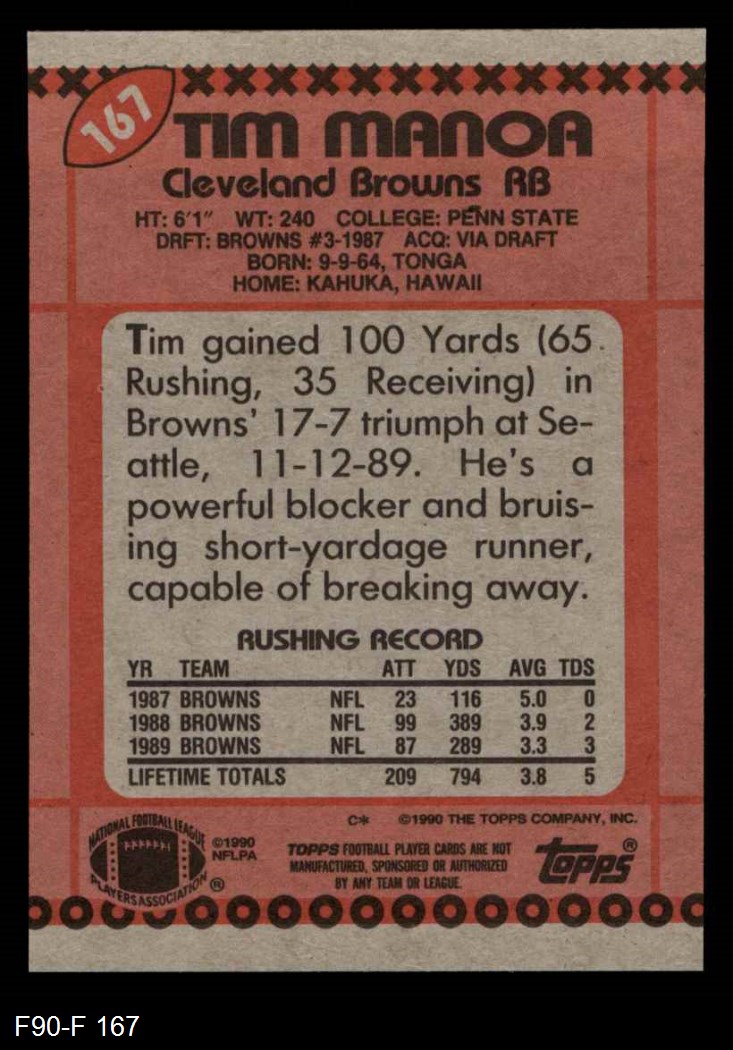 167
TIM MANOA
Cleveland Browns RB
HT: 6'1" WT: 240 COLLEGE: PENN STATE
DRFT: BROWNS #3-1987 ACQ: VIA DRAFT
BORN: 9-9-64, TONGA
HOME: KAHUKA, HAWAII
Tim gained 100 Yards (65
Rushing, 35 Receiving) in
Browns' 17-7 triumph at Se-
attle, 11-12-89. He's a
powerful blocker and bruis-
ing short-yardage runner,
capable of breaking away.
RUSHING RECORD
YR TEAM ATT YDS AVG TDS
1987 BROWNS NFL 23 116 5.0 0
1988 BROWNS NFL 99 389 3.9 2
1989 BROWNS NFL 87 289 3.3 3
LIFETIME TOTALS 209 794 3.8 5
C* ©1990 THE TOPPS COMPANY, INC.
NATIONAL FOOTBALL LEAGUE
PLAYERS ASSOCIATION ®
©1990
NFLPA
TOPPS FOOTBALL PLAYER CARDS ARE NOT
MANUFACTURED, SPONSORED OR AUTHORIZED
BY ANY TEAM OR LEAGUE.
topps ®
F90-F 167